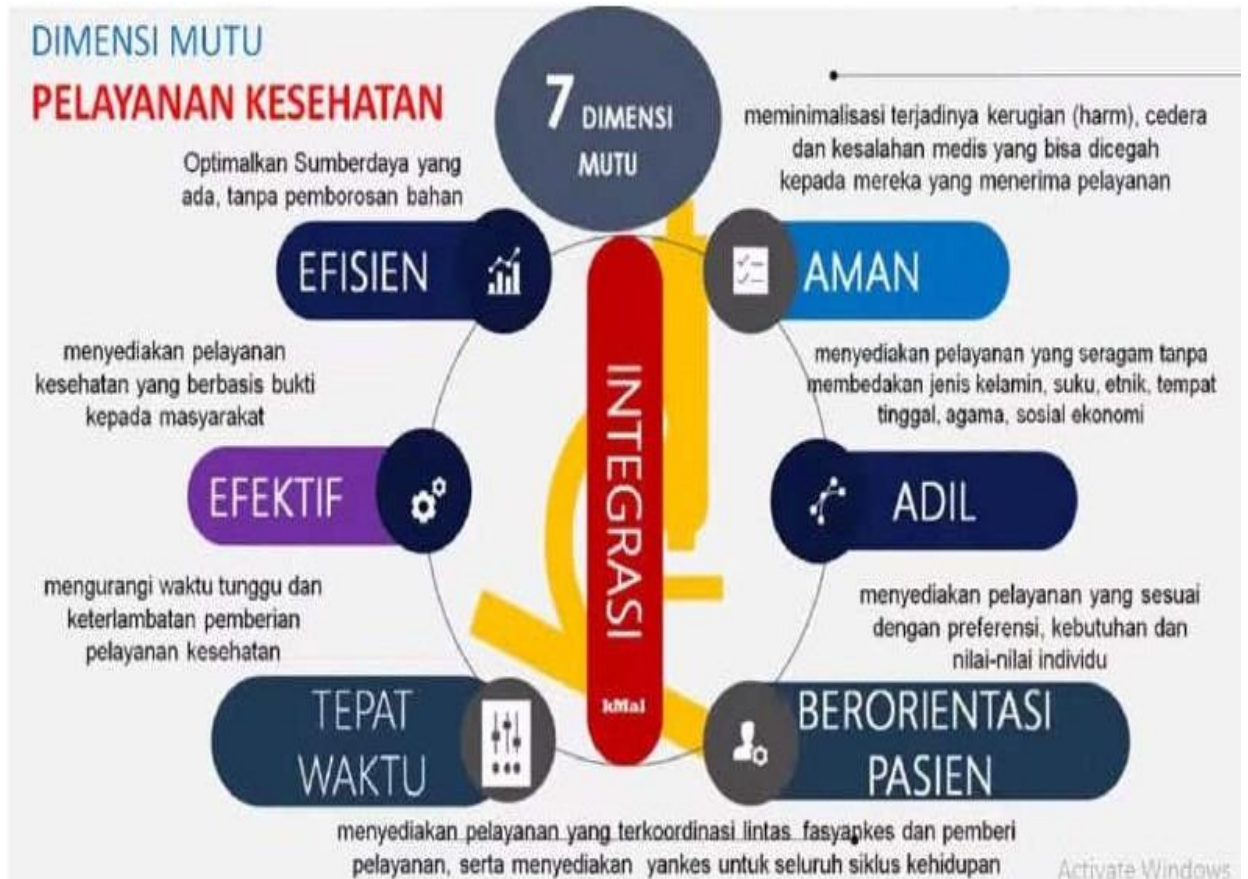 DIMENSI MUTU
PELAYANAN KESEHATAN
7 DIMENSI
MUTU
Optimalkan Sumberdaya yang
ada, tanpa pemborosan bahan
EFISIEN
meminimalisasi terjadinya kerugian (harm), cedera
dan kesalahan medis yang bisa dicegah
kepada mereka yang menerima pelayanan
AMAN
menyediakan pelayanan
kesehatan yang berbasis bukti
kepada masyarakat
EFEKTIF
menyediakan pelayanan yang seragam tanpa
membedakan jenis kelamin, suku, etnik, tempat
tinggal, agama, sosial ekonomi
ADIL
mengurangi waktu tunggu dan
keterlambatan pemberian
pelayanan kesehatan
TEPAT
WAKTU
menyediakan pelayanan yang sesuai
dengan preferensi, kebutuhan dan
nilai-nilai individu
BERORIENTASI
PASIEN
INTEGRASI
kMal
menyediakan pelayanan yang terkoordinasi lintas fasyankes dan pemberi
pelayanan, serta menyediakan yankes untuk seluruh siklus kehidupan
Activate Windows